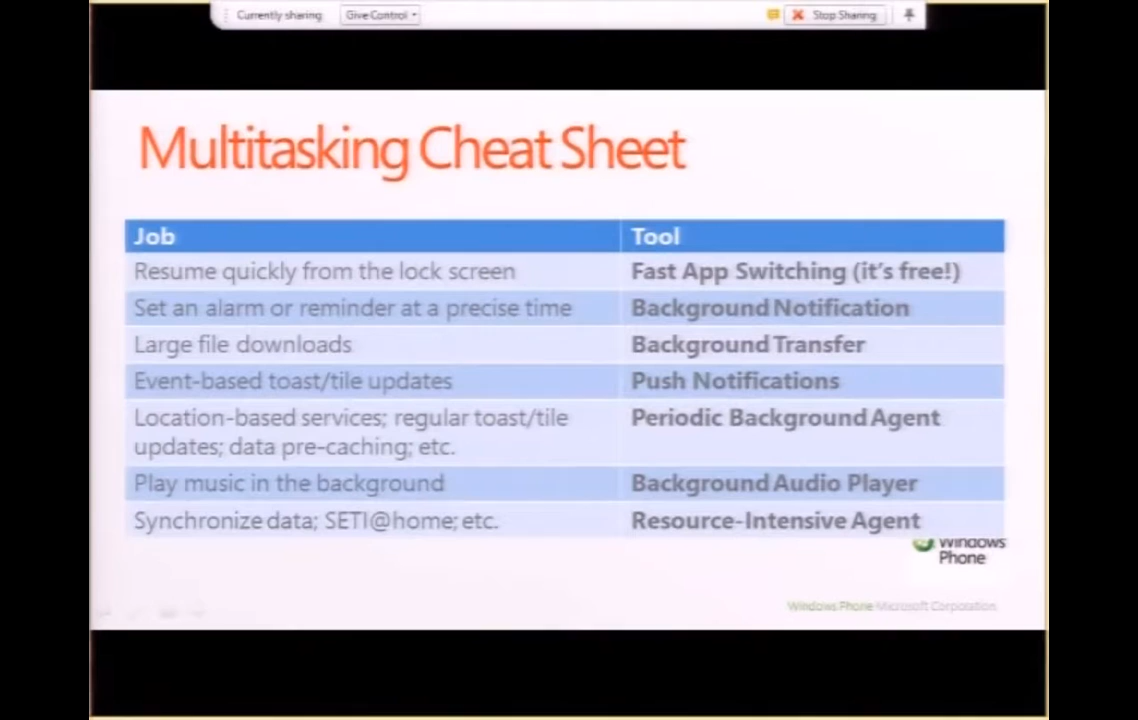 Currently sharing
Give Control
Stop Sharing
Multitasking Cheat Sheet
Job Tool
Resume quickly from the lock screen Fast App Switching (it's free!)
Set an alarm or reminder at a precise time Background Notification
Large file downloads Background Transfer
Event-based toast/tile updates Push Notifications
Location-based services; regular toast/tile Periodic Background Agent
updates; data pre-caching; etc.
Play music in the background Background Audio Player
Synchronize data; SETI@home; etc. Resource-Intensive Agent
Windows
Phone
Windows Phone Microsoft Corporation